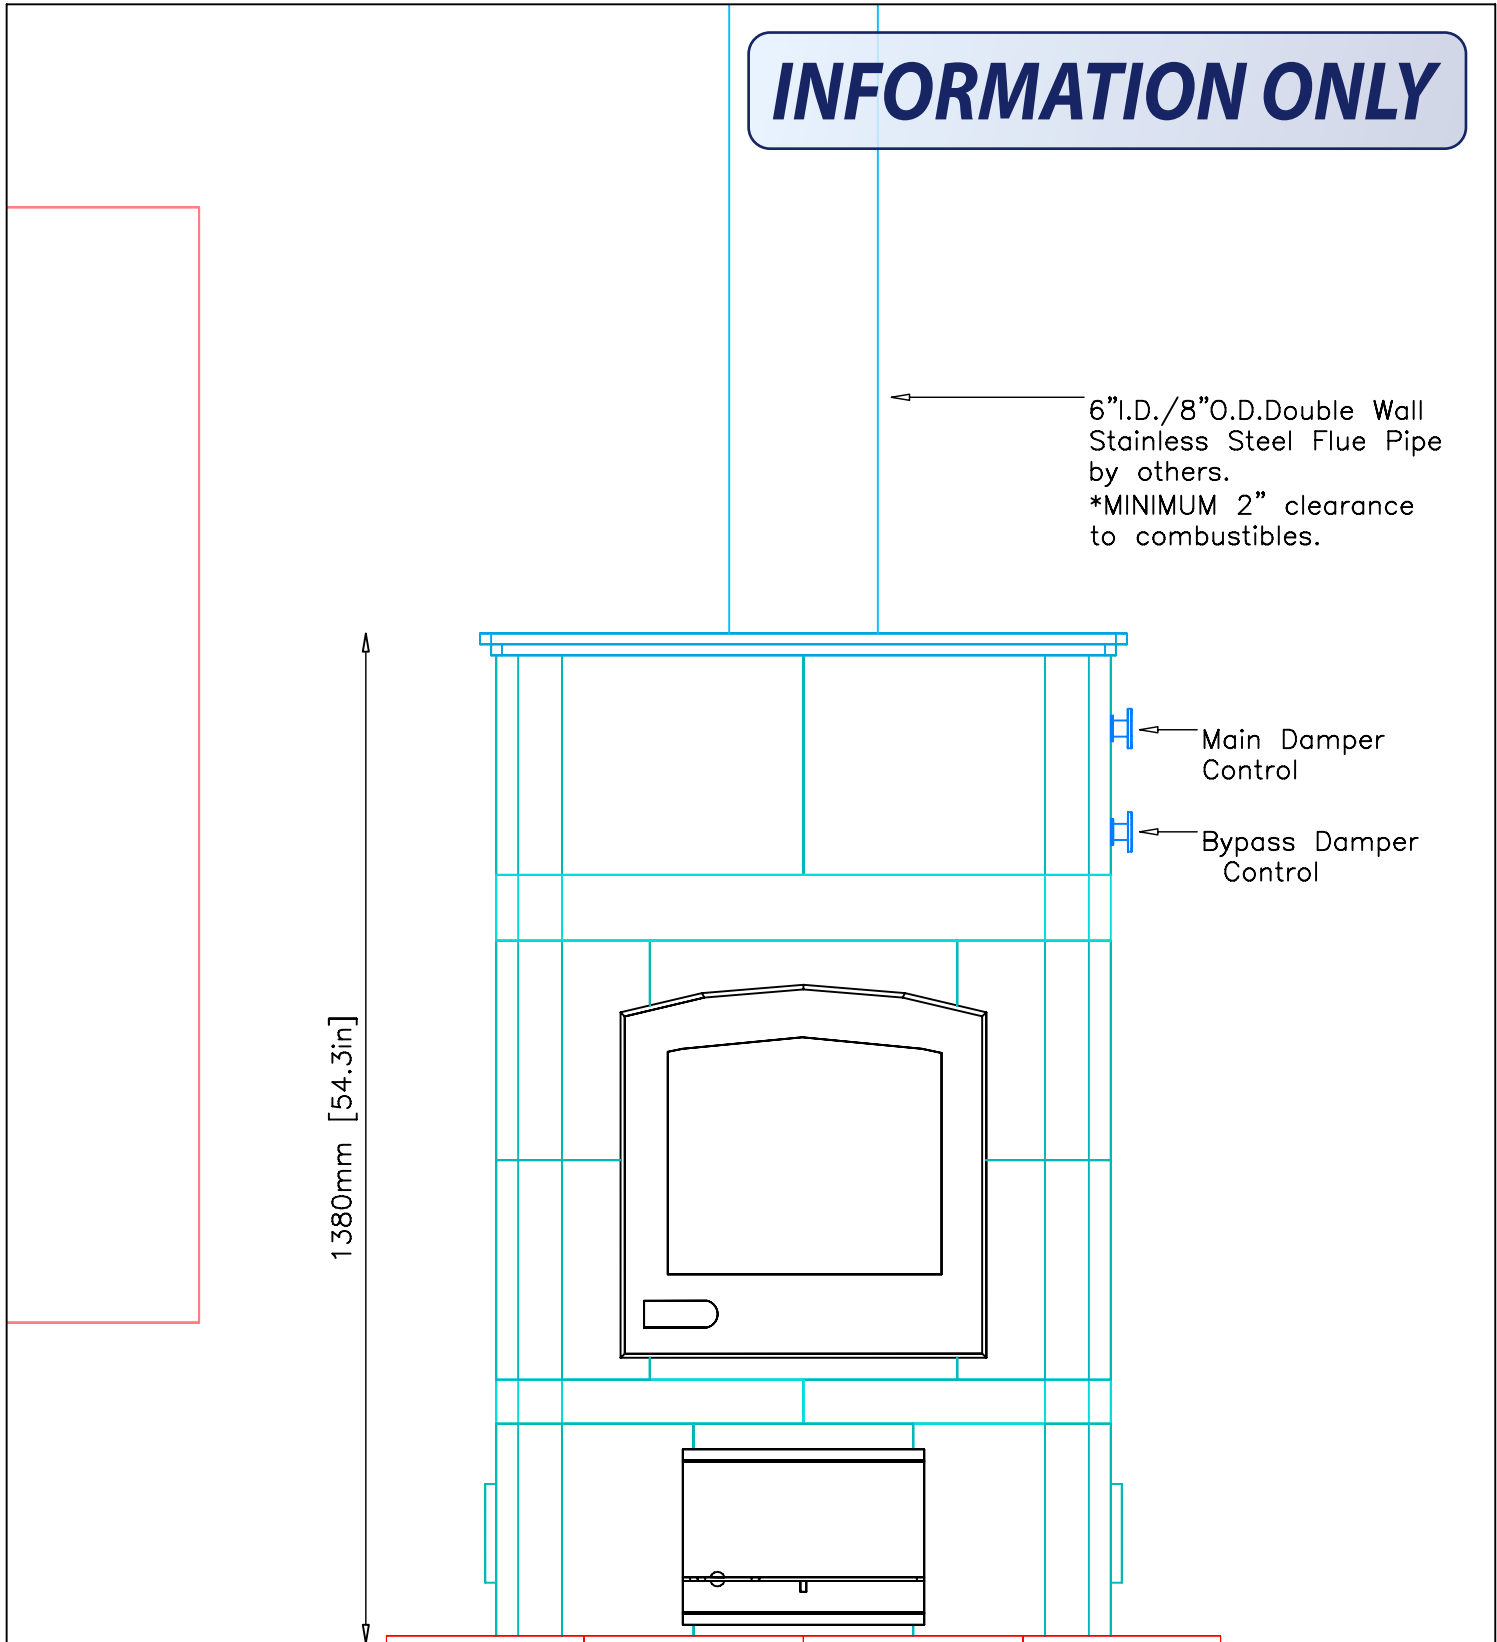 INFORMATION ONLY
6"I.D./8"O.D.Double Wall
Stainless Steel Flue Pipe
by others.
*MINIMUM 2" clearance
to combustibles.
Main Damper
Control
Bypass Damper
Control
1380mm [54.3in]